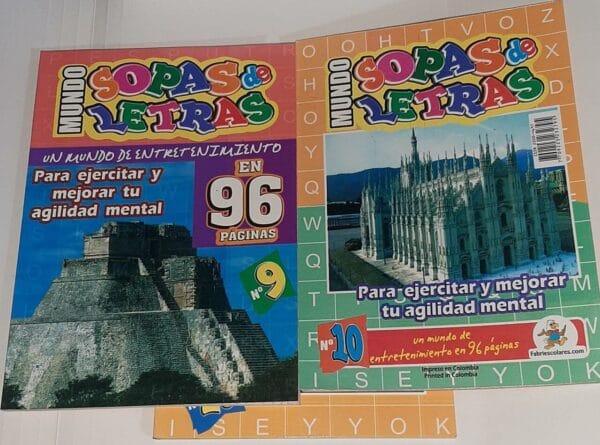 MUNDO
SOPAS de
LETRAS
UN MUNDO DE ENTRETENIMIENTO
Para ejercitar y
mejorar tu
agilidad mental
EN
96
PÁGINAS
Nº 9
O O H T V O Z
MUNDO
SOPAS de
LETRAS
Para ejercitar y mejorar
tu agilidad mental
Nº 10
un mundo de
entretenimiento en 96 páginas
Fabriescolares.com
Impreso en Colombia
Printed in Colombia
I S E Y Y O K
I S E Y Y O K